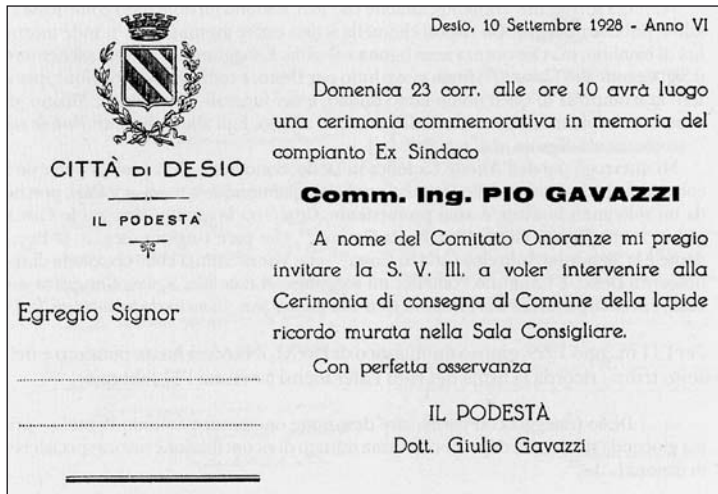 CITTÀ DI DESIO
IL PODESTÀ
Egregio Signor
Desio, 10 Settembre 1928 - Anno VI
Domenica 23 corr. alle ore 10 avrà luogo
una cerimonia commemorativa in memoria del
compianto Ex Sindaco
Comm. Ing. PIO GAVAZZI
A nome del Comitato Onoranze mi pregio
invitare la S. V. Ill. a voler intervenire alla
Cerimonia di consegna al Comune della lapide
ricordo murata nella Sala Consigliare.
Con perfetta osservanza
IL PODESTA
Dott. Giulio Gavazzi